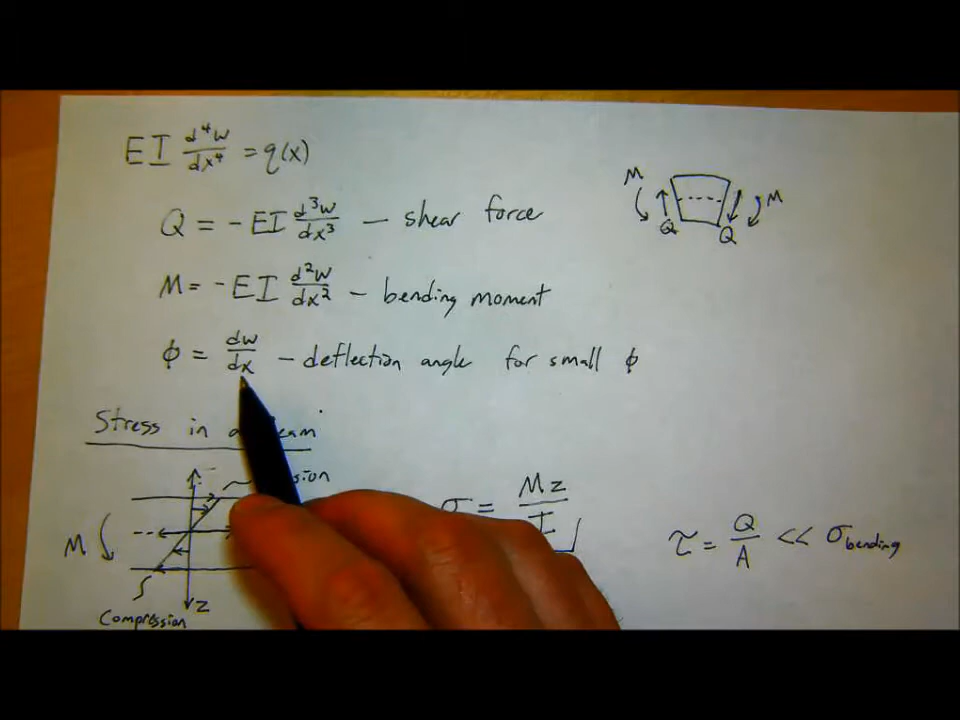 EI d⁴w/dx⁴ = q(x)
M Q Q M
Q = -EI d³w/dx³ — shear force
M = -EI d²w/dx² — bending moment
ϕ = dw/dx — deflection angle for small ϕ
Stress in a
M
z
Compression
σ = Mz/I
τ = Q/A << σbending